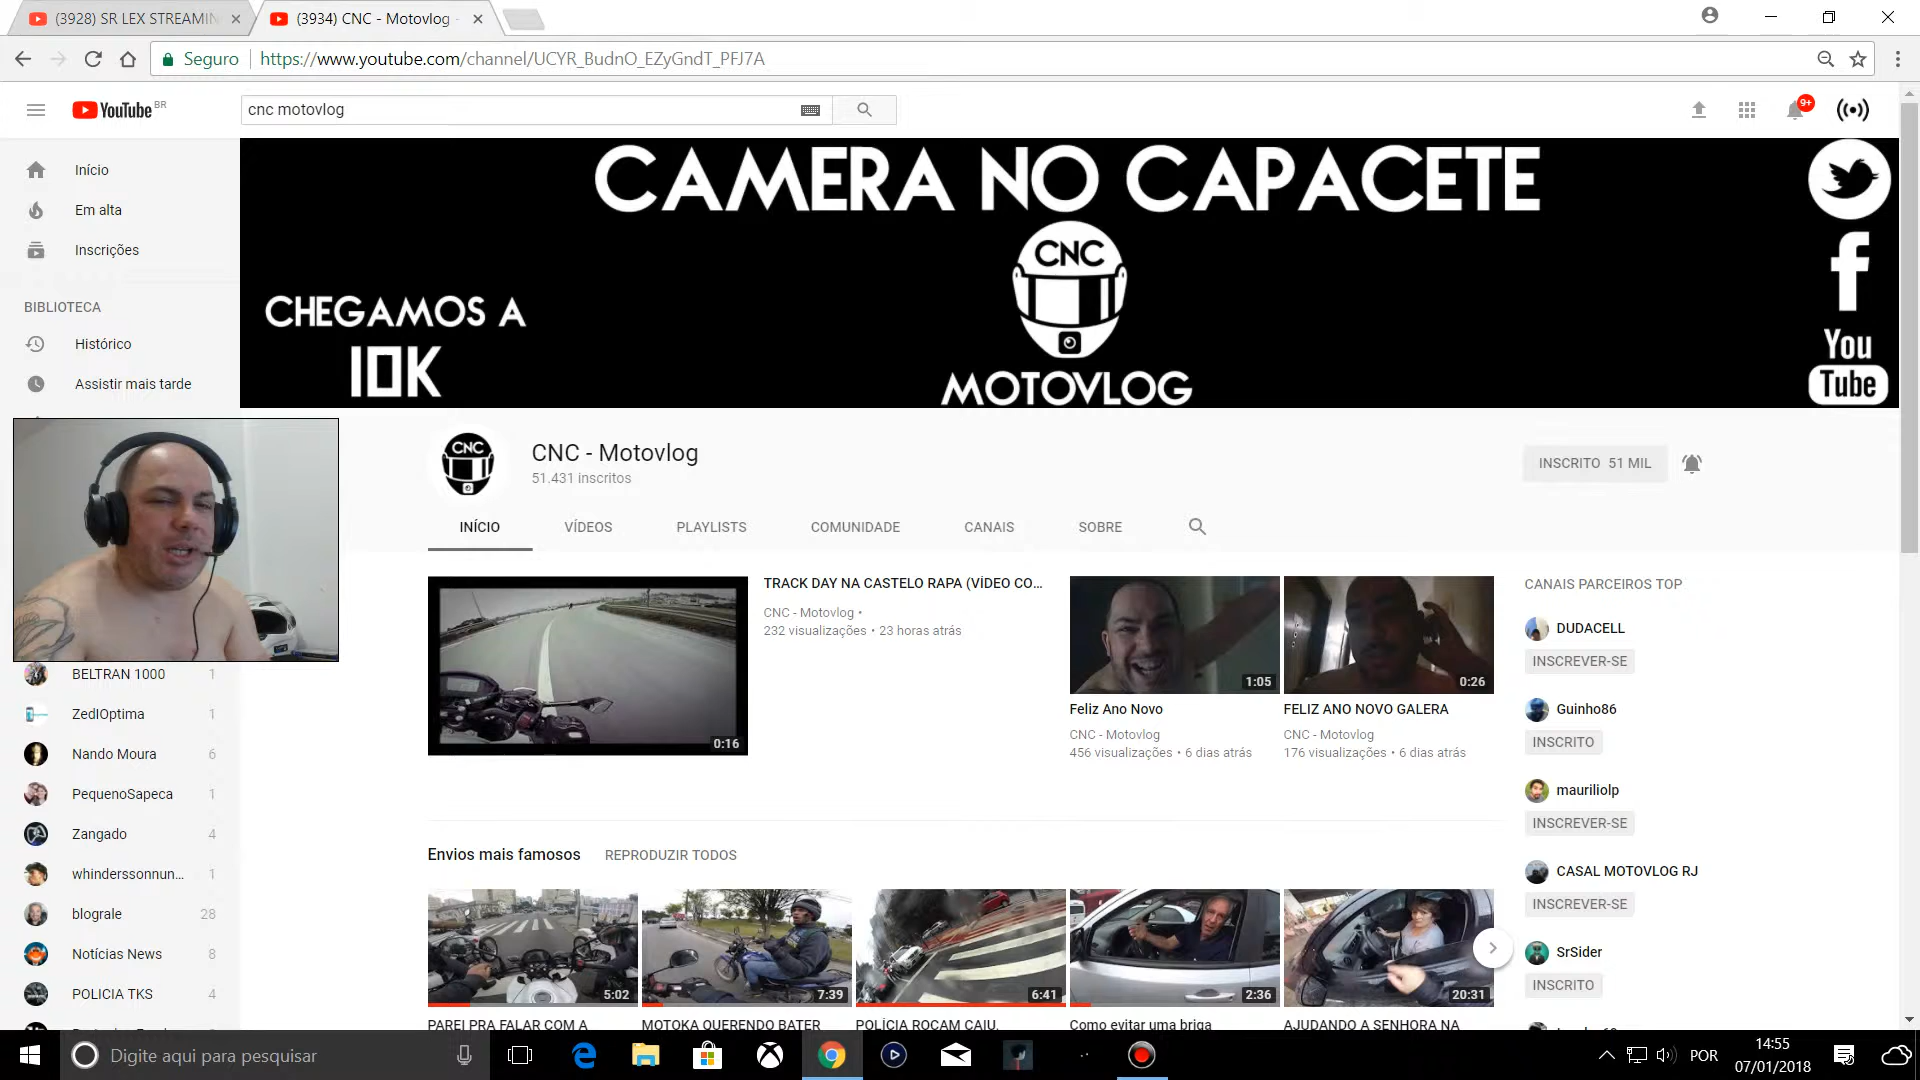 (3928) SR LEX STREAMIN
(3934) CNC - Motovlog -
Seguro
https://www.youtube.com/channel/UCYR_BudnO_EZyGndT_PFJ7A
YouTube BR
cnc motovlog
9+
Início
Em alta
Inscrições
BIBLIOTECA
Histórico
Assistir mais tarde
CAMERA NO CAPACETE
CNC
CHEGAMOS A
10K
MOTOVLOG
You
Tube
CNC
CNC - Motovlog
51.431 inscritos
INSCRITO 51 MIL
INÍCIO
VÍDEOS
PLAYLISTS
COMUNIDADE
CANAIS
SOBRE
0:16
TRACK DAY NA CASTELO RAPA (VÍDEO CO...
CNC - Motovlog •
232 visualizações • 23 horas atrás
1:05
Feliz Ano Novo
CNC - Motovlog
456 visualizações • 6 dias atrás
0:26
FELIZ ANO NOVO GALERA
CNC - Motovlog
176 visualizações • 6 dias atrás
CANAIS PARCEIROS TOP
DUDACELL
INSCREVER-SE
Guinho86
INSCRITO
mauriliolp
INSCREVER-SE
CASAL MOTOVLOG RJ
INSCREVER-SE
SrSider
INSCRITO
BELTRAN 1000 1
ZedIOptima 1
Nando Moura 6
PequenoSapeca 1
Zangado 4
whinderssonnun... 1
blograle 28
Notícias News 8
POLICIA TKS 4
Envios mais famosos
REPRODUZIR TODOS
5:02
PAREI PRA FALAR COM A
7:39
MOTOKA QUERENDO BATER
6:41
POLÍCIA ROCAM CAIU.
2:36
Como evitar uma briga
20:31
AJUDANDO A SENHORA NA
Digite aqui para pesquisar
POR
14:55
07/01/2018